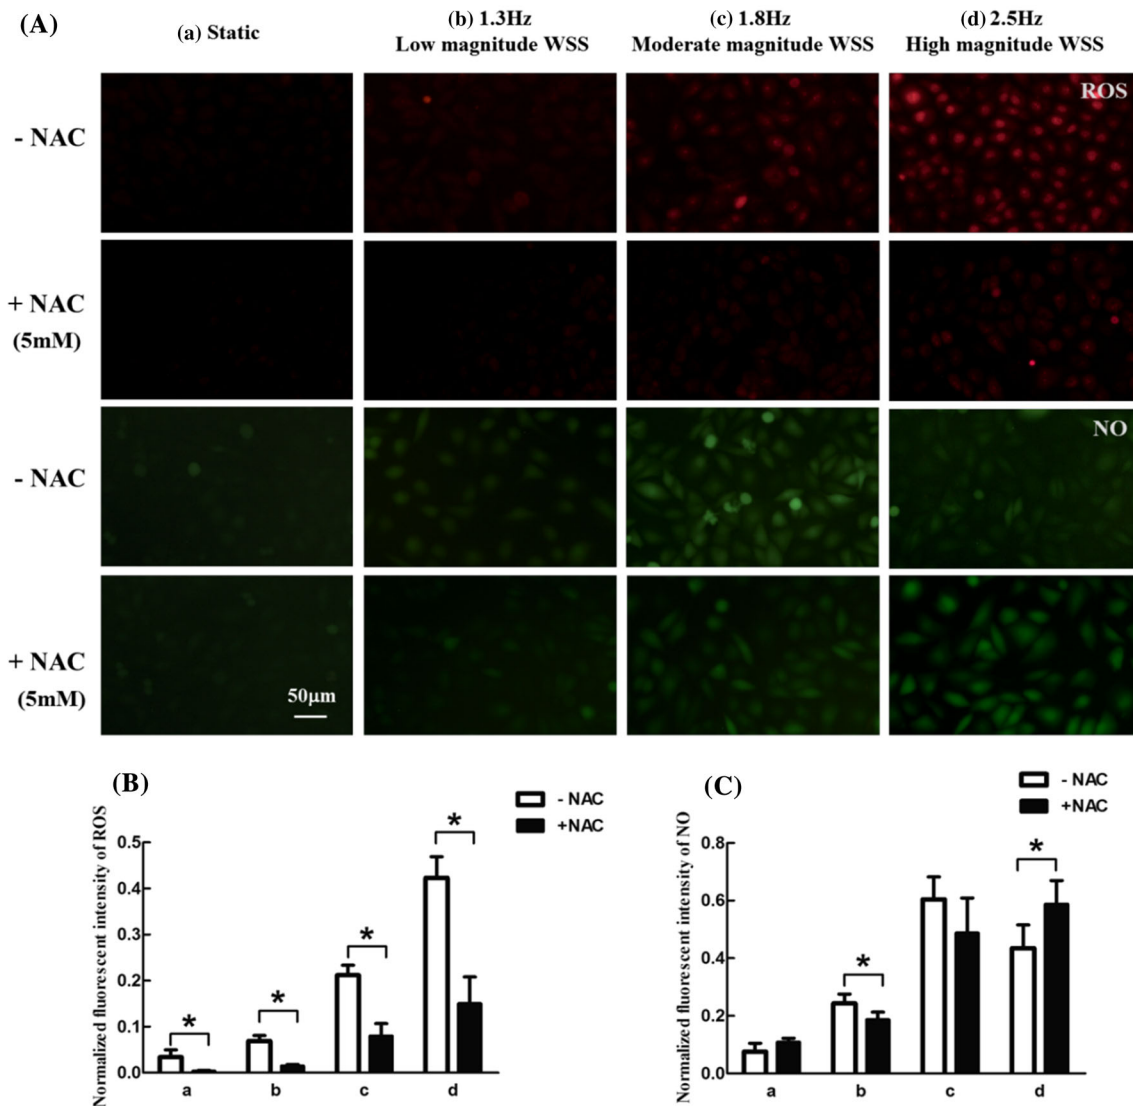 (A)
(a) Static
(b) 1.3Hz
Low magnitude WSS
(c) 1.8Hz
Moderate magnitude WSS
(d) 2.5Hz
High magnitude WSS
- NAC
ROS
+ NAC
(5mM)
- NAC
NO
+ NAC
(5mM)
50μm
(B)
- NAC
+NAC
Normalized fluorescent intensity of ROS
0.5
0.4
0.3
0.2
0.1
0.0
*
*
*
*
a b c d
(C)
- NAC
+NAC
Normalized fluorescent intensity of NO
0.8
0.6
0.4
0.2
0.0
*
*
a b c d